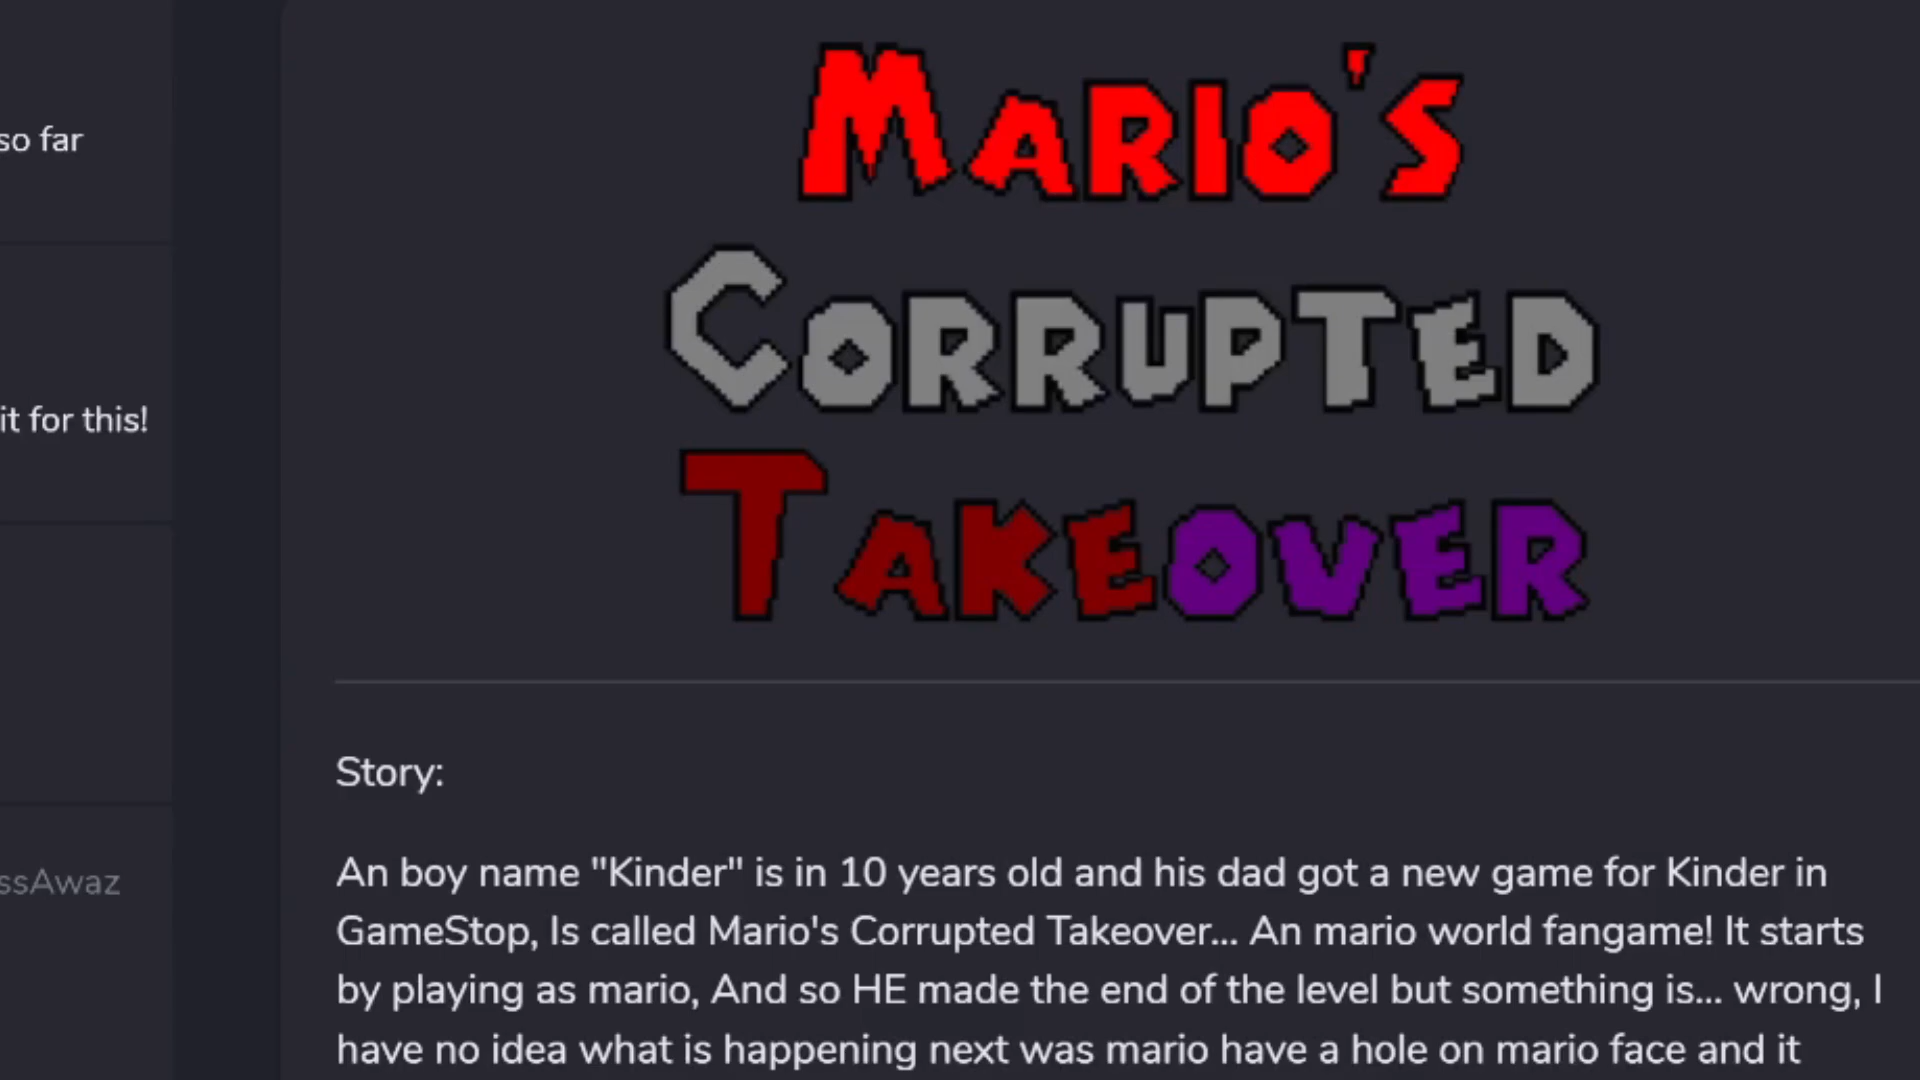 so far
it for this!
ssAwaz
MARIO'S
CORRUPTED
TAKEOVER
Story:
An boy name "Kinder" is in 10 years old and his dad got a new game for Kinder in
GameStop, Is called Mario's Corrupted Takeover... An mario world fangame! It starts
by playing as mario, And so HE made the end of the level but something is... wrong, I
have no idea what is happening next was mario have a hole on mario face and it